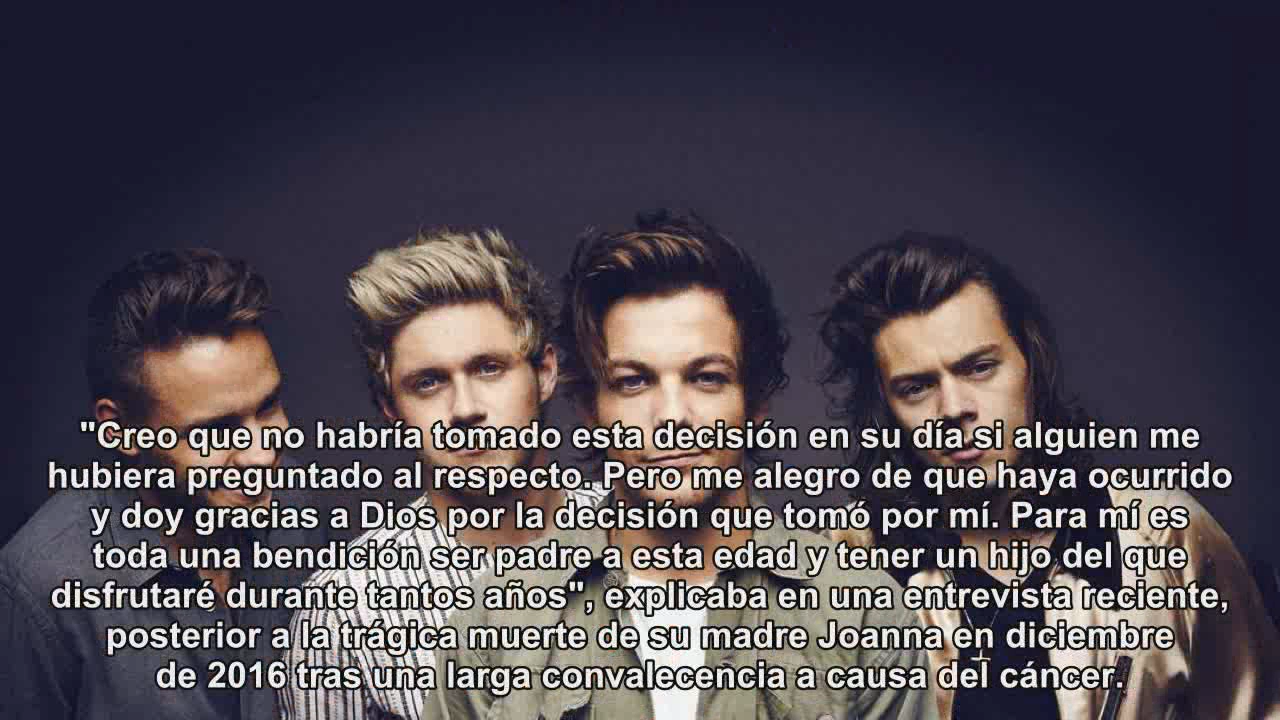 "Creo que no habría tomado esta decisión en su día si alguien me
hubiera preguntado al respecto. Pero me alegro de que haya ocurrido
y doy gracias a Dios por la decisión que tomó por mí. Para mí es
toda una bendición ser padre a esta edad y tener un hijo del que
disfrutaré durante tantos años", explicaba en una entrevista reciente,
posterior a la trágica muerte de su madre Joanna en diciembre
de 2016 tras una larga convalecencia a causa del cáncer.